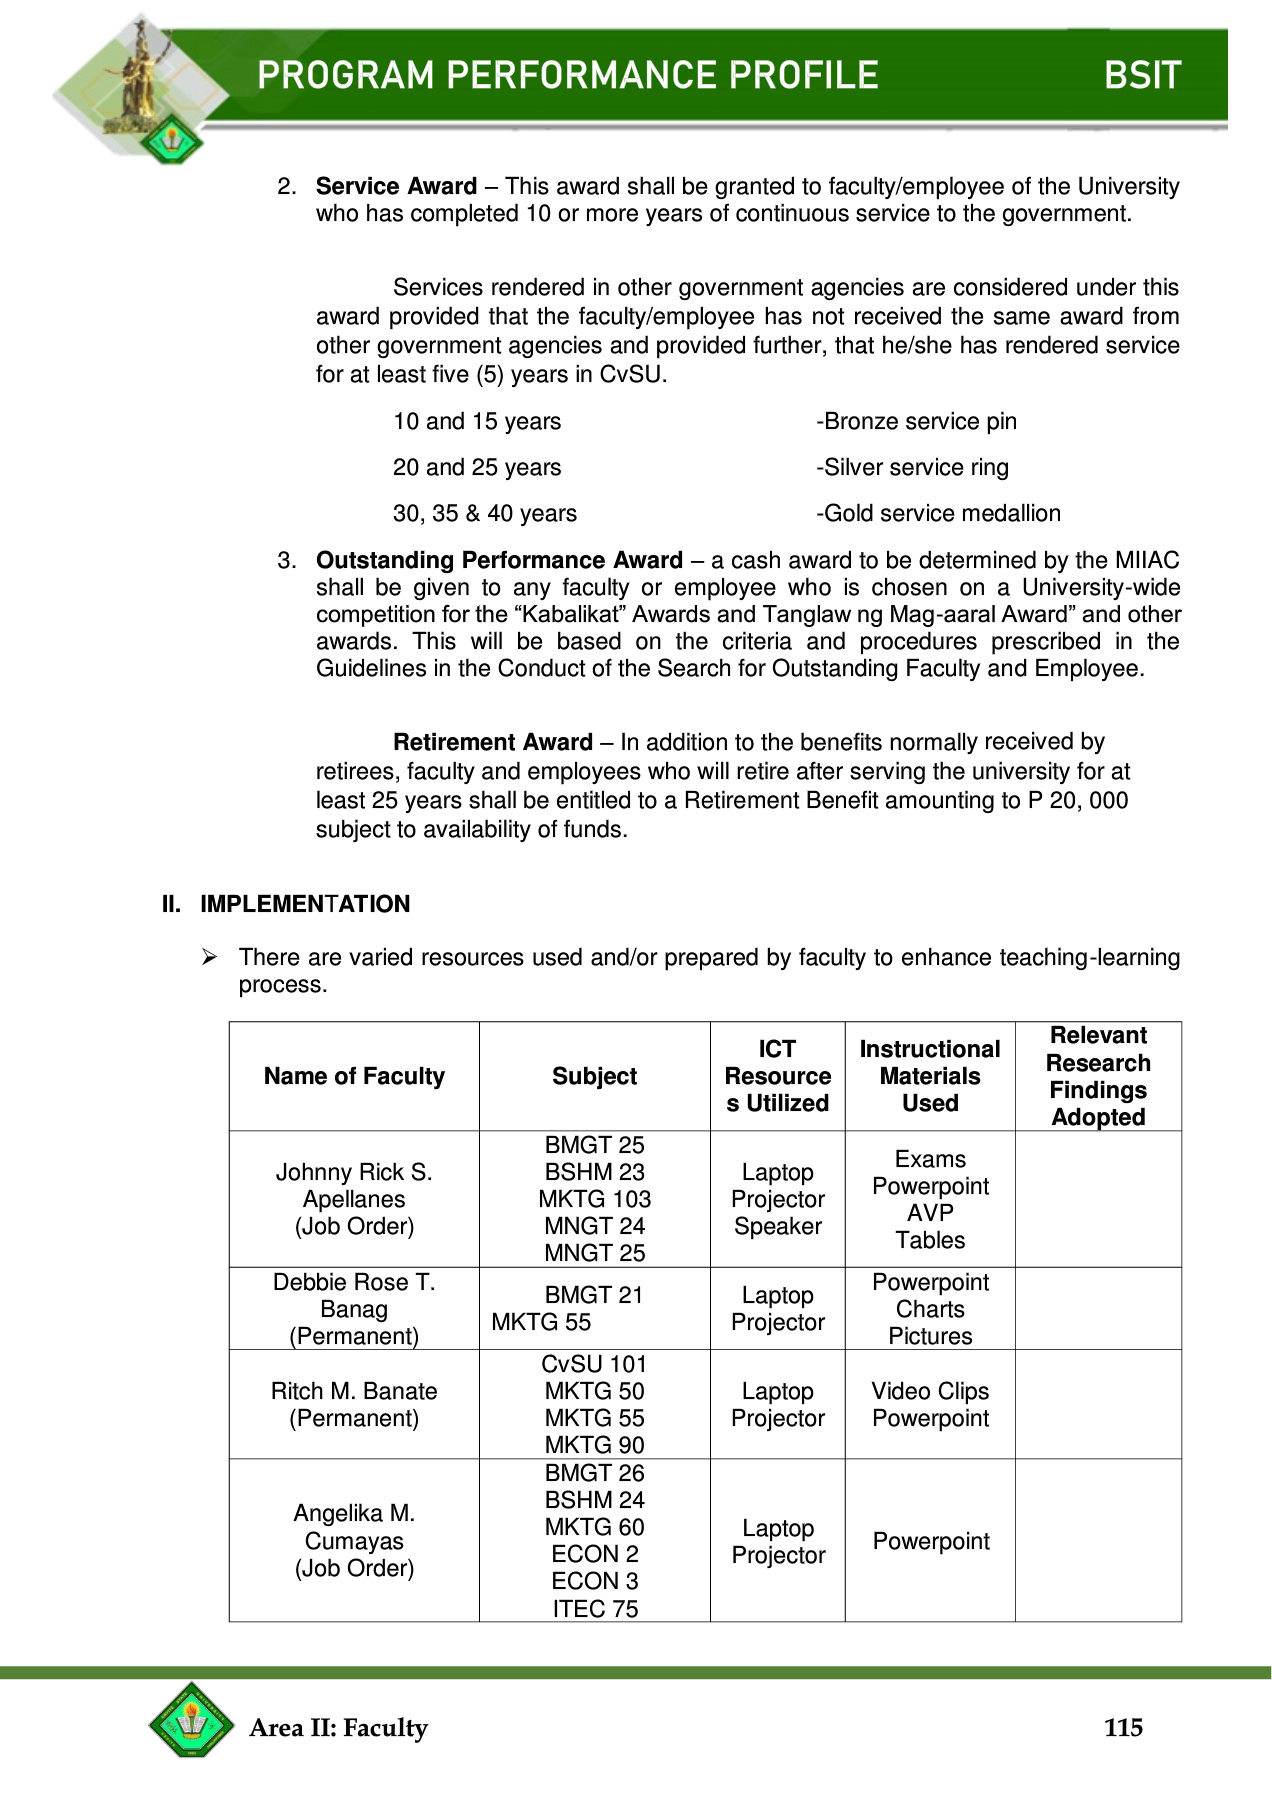 PROGRAM PERFORMANCE PROFILE BSIT
2. Service Award – This award shall be granted to faculty/employee of the University
who has completed 10 or more years of continuous service to the government.
Services rendered in other government agencies are considered under this
award provided that the faculty/employee has not received the same award from
other government agencies and provided further, that he/she has rendered service
for at least five (5) years in CvSU.
10 and 15 years -Bronze service pin
20 and 25 years -Silver service ring
30, 35 & 40 years -Gold service medallion
3. Outstanding Performance Award – a cash award to be determined by the MIIAC
shall be given to any faculty or employee who is chosen on a University-wide
competition for the “Kabalikat” Awards and Tanglaw ng Mag-aaral Award” and other
awards. This will be based on the criteria and procedures prescribed in the
Guidelines in the Conduct of the Search for Outstanding Faculty and Employee.
Retirement Award – In addition to the benefits normally received by
retirees, faculty and employees who will retire after serving the university for at
least 25 years shall be entitled to a Retirement Benefit amounting to P 20, 000
subject to availability of funds.
II. IMPLEMENTATION
➢ There are varied resources used and/or prepared by faculty to enhance teaching-learning
process.
Name of Faculty
Subject
ICT
Resource
s Utilized
Instructional
Materials
Used
Relevant
Research
Findings
Adopted
Johnny Rick S.
Apellanes
(Job Order)
BMGT 25
BSHM 23
MKTG 103
MNGT 24
MNGT 25
Laptop
Projector
Speaker
Exams
Powerpoint
AVP
Tables
Debbie Rose T.
Banag
(Permanent)
BMGT 21
MKTG 55
Laptop
Projector
Powerpoint
Charts
Pictures
Ritch M. Banate
(Permanent)
CvSU 101
MKTG 50
MKTG 55
MKTG 90
Laptop
Projector
Video Clips
Powerpoint
Angelika M.
Cumayas
(Job Order)
BMGT 26
BSHM 24
MKTG 60
ECON 2
ECON 3
ITEC 75
Laptop
Projector
Powerpoint
Area II: Faculty 115